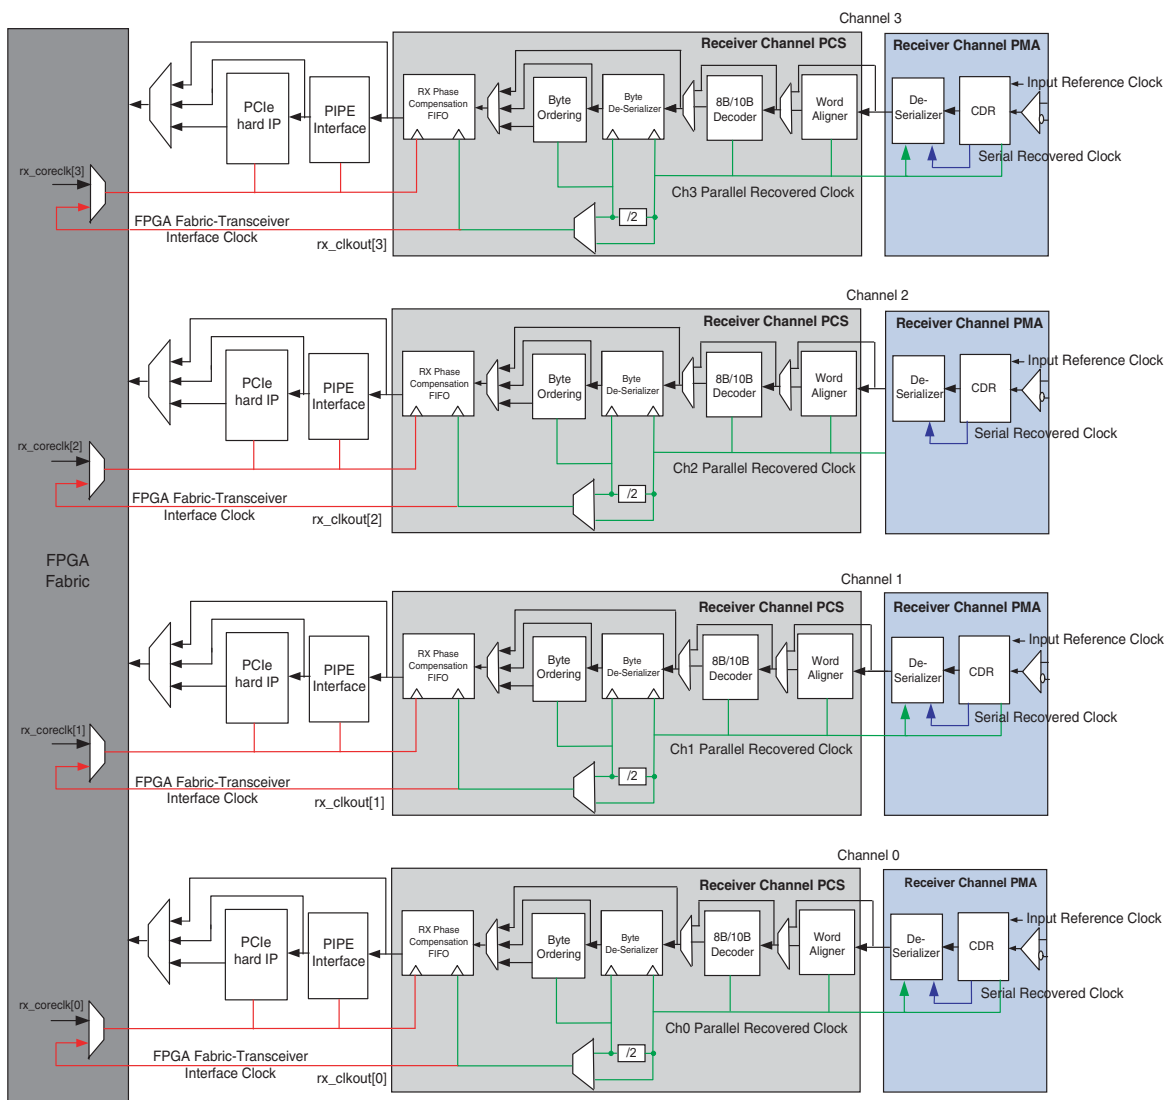 Channel 3
Receiver Channel PCS
Receiver Channel PMA
Input Reference Clock
PCIe
hard IP
PIPE
Interface
RX Phase
Compensation
FIFO
Byte
Ordering
Byte
De-Serializer
8B/10B
Decoder
Word
Aligner
De-
Serializer
CDR
Serial Recovered Clock
rx_coreclk[3]
Ch3 Parallel Recovered Clock
/2
FPGA Fabric-Transceiver
Interface Clock
rx_clkout[3]
Channel 2
Receiver Channel PCS
Receiver Channel PMA
Input Reference Clock
PCIe
hard IP
PIPE
Interface
RX Phase
Compensation
FIFO
Byte
Ordering
Byte
De-Serializer
8B/10B
Decoder
Word
Aligner
De-
Serializer
CDR
Serial Recovered Clock
rx_coreclk[2]
Ch2 Parallel Recovered Clock
/2
FPGA Fabric-Transceiver
Interface Clock
rx_clkout[2]
FPGA
Fabric
Channel 1
Receiver Channel PCS
Receiver Channel PMA
Input Reference Clock
PCIe
hard IP
PIPE
Interface
RX Phase
Compensation
FIFO
Byte
Ordering
Byte
De-Serializer
8B/10B
Decoder
Word
Aligner
De-
Serializer
CDR
Serial Recovered Clock
rx_coreclk[1]
Ch1 Parallel Recovered Clock
/2
FPGA Fabric-Transceiver
Interface Clock
rx_clkout[1]
Channel 0
Receiver Channel PCS
Receiver Channel PMA
Input Reference Clock
PCIe
hard IP
PIPE
Interface
RX Phase
Compensation
FIFO
Byte
Ordering
Byte
De-Serializer
8B/10B
Decoder
Word
Aligner
De-
Serializer
CDR
Serial Recovered Clock
rx_coreclk[0]
Ch0 Parallel Recovered Clock
/2
FPGA Fabric-Transceiver
Interface Clock
rx_clkout[0]